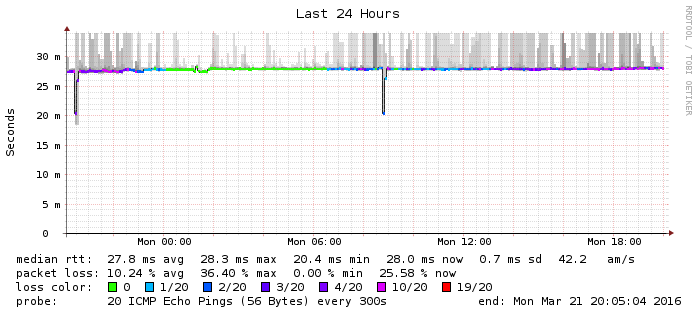 Last 24 Hours
RRDTOOL / TOBI OETIKER
Seconds
30 m
25 m
20 m
15 m
10 m
5 m
0
Mon 00:00 Mon 06:00 Mon 12:00 Mon 18:00
median rtt: 27.8 ms avg 28.3 ms max 20.4 ms min 28.0 ms now 0.7 ms sd 42.2 am/s
packet loss: 10.24 % avg 36.40 % max 0.00 % min 25.58 % now
loss color: 0 1/20 2/20 3/20 4/20 10/20 19/20
probe: 20 ICMP Echo Pings (56 Bytes) every 300s end: Mon Mar 21 20:05:04 2016